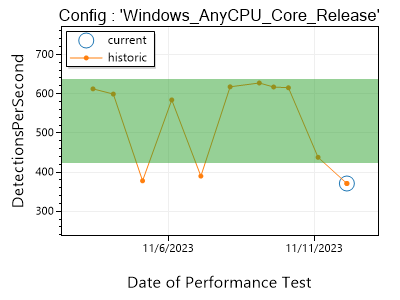 Config : 'Windows_AnyCPU_Core_Release'
current
historic
DetectionsPerSecond
700
600
500
400
300
11/6/2023
11/11/2023
Date of Performance Test